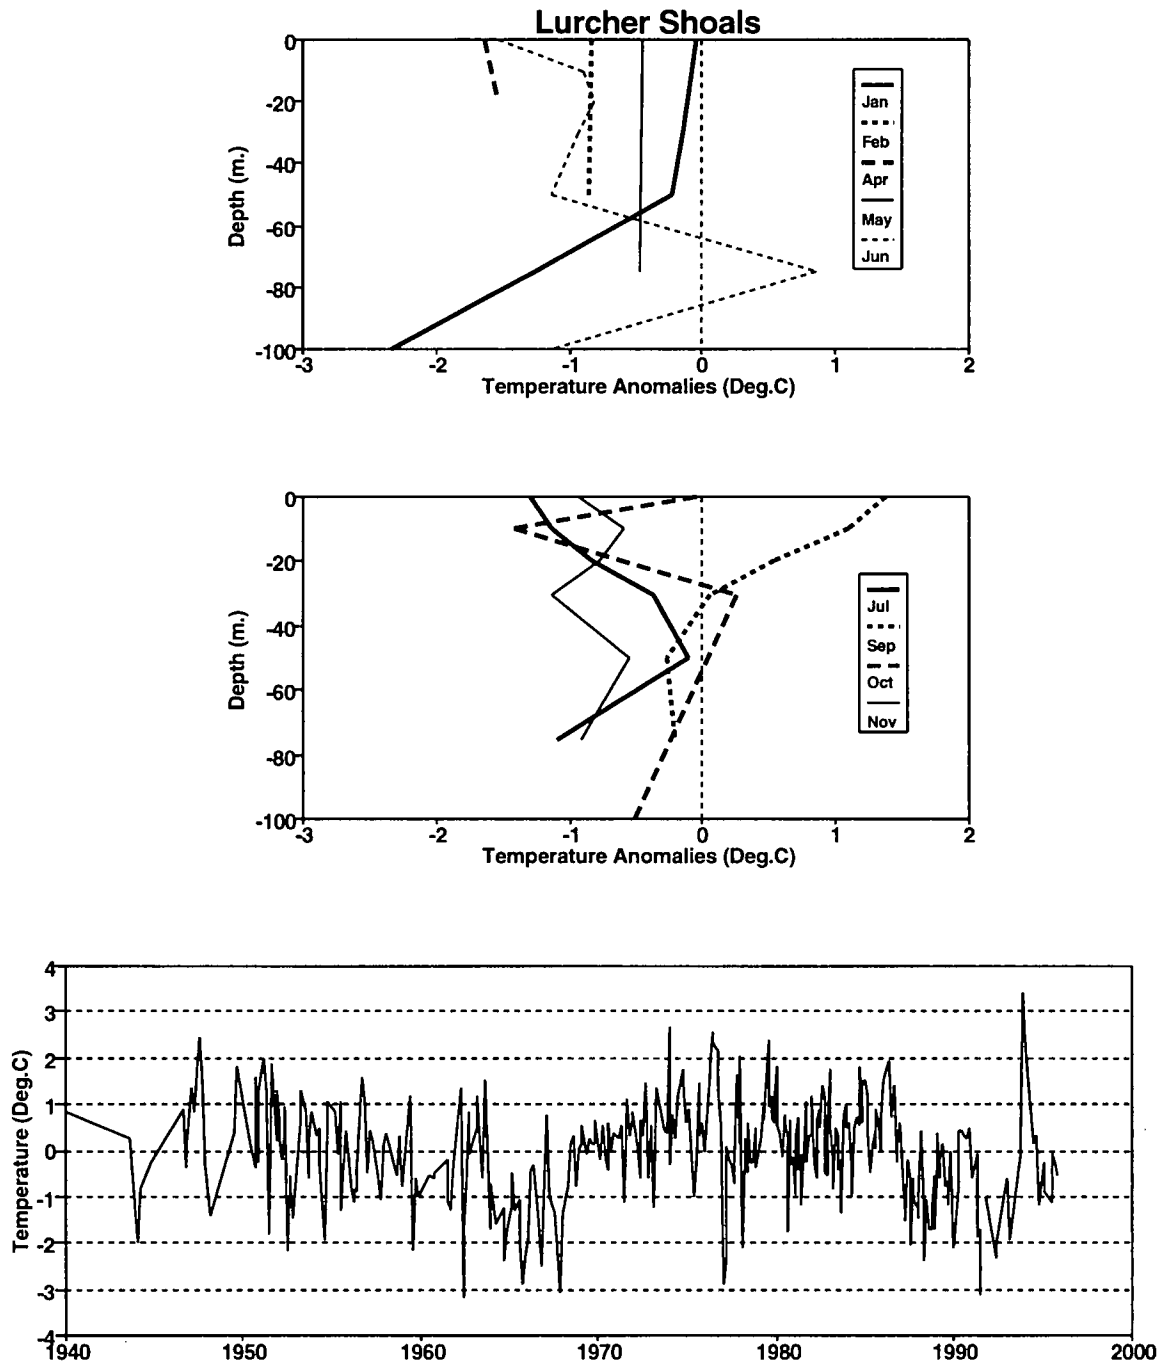 Lurcher Shoals
0
-20
-40
-60
-80
-100
Depth (m.)
-3 -2 -1 0 1 2
Temperature Anomalies (Deg.C)
Jan
Feb
Apr
May
Jun
0
-20
-40
-60
-80
-100
Depth (m.)
-3 -2 -1 0 1 2
Temperature Anomalies (Deg.C)
Jul
Sep
Oct
Nov
4
3
2
1
0
-1
-2
-3
-4
Temperature (Deg.C)
1940 1950 1960 1970 1980 1990 2000